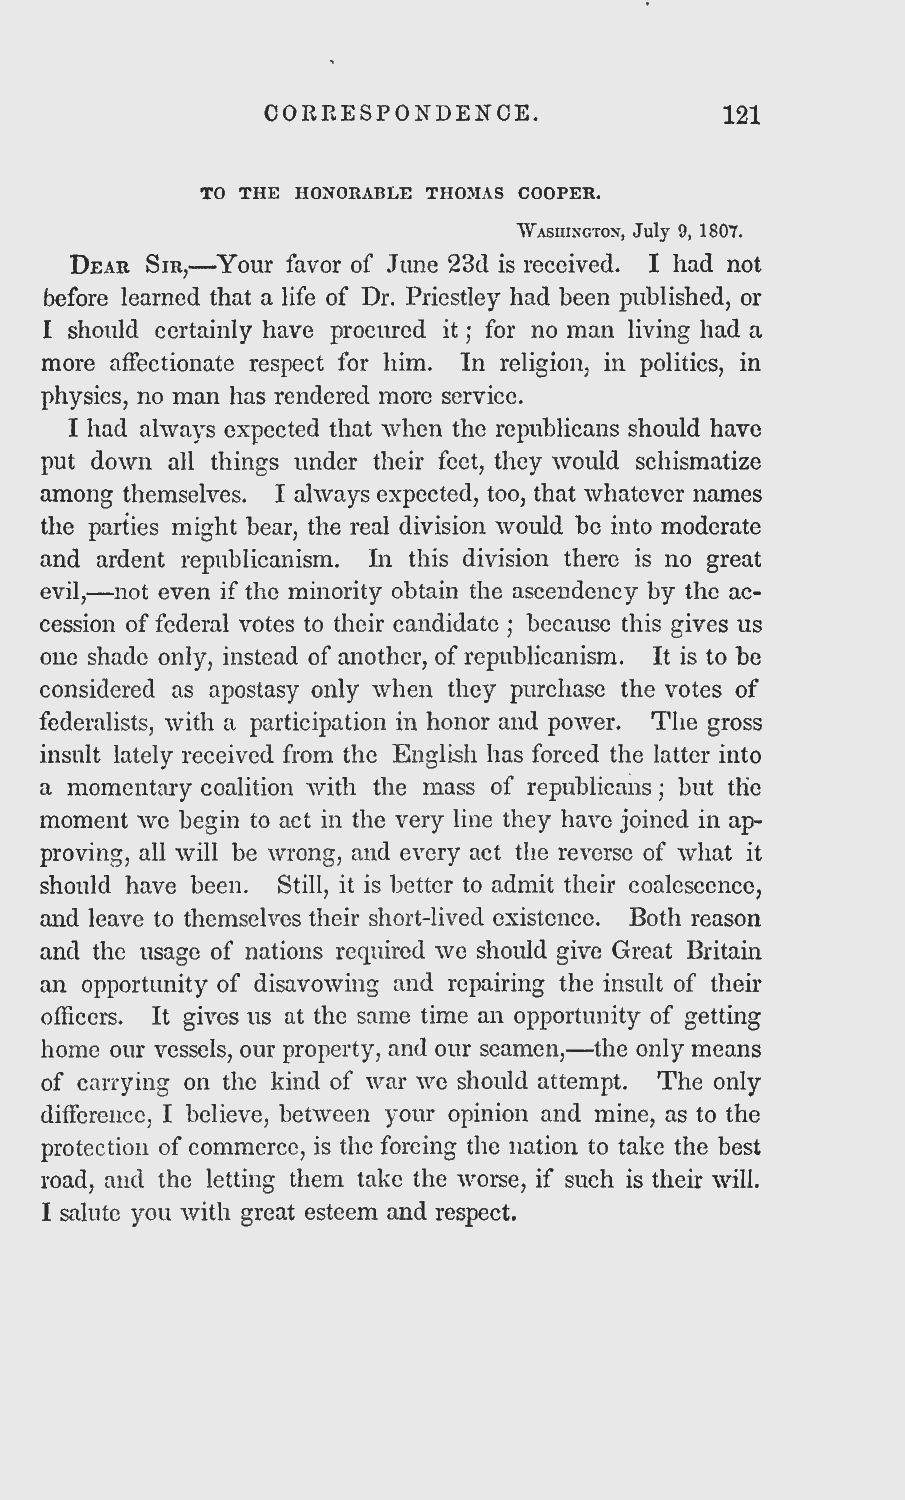 CORRESPONDENCE. 121
TO THE HONORABLE THOMAS COOPER.
WASHINGTON, July 9, 1807.
DEAR SIR,—Your favor of June 23d is received. I had not
before learned that a life of Dr. Priestley had been published, or
I should certainly have procured it; for no man living had a
more affectionate respect for him. In religion, in politics, in
physics, no man has rendered more service.
I had always expected that when the republicans should have
put down all things under their feet, they would schismatize
among themselves. I always expected, too, that whatever names
the parties might bear, the real division would be into moderate
and ardent republicanism. In this division there is no great
evil,—not even if the minority obtain the ascendency by the ac-
cession of federal votes to their candidate; because this gives us
one shade only, instead of another, of republicanism. It is to be
considered as apostasy only when they purchase the votes of
federalists, with a participation in honor and power. The gross
insult lately received from the English has forced the latter into
a momentary coalition with the mass of republicans; but the
moment we begin to act in the very line they have joined in ap-
proving, all will be wrong, and every act the reverse of what it
should have been. Still, it is better to admit their coalescence,
and leave to themselves their short-lived existence. Both reason
and the usage of nations required we should give Great Britain
an opportunity of disavowing and repairing the insult of their
officers. It gives us at the same time an opportunity of getting
home our vessels, our property, and our seamen,—the only means
of carrying on the kind of war we should attempt. The only
difference, I believe, between your opinion and mine, as to the
protection of commerce, is the forcing the nation to take the best
road, and the letting them take the worse, if such is their will.
I salute you with great esteem and respect.